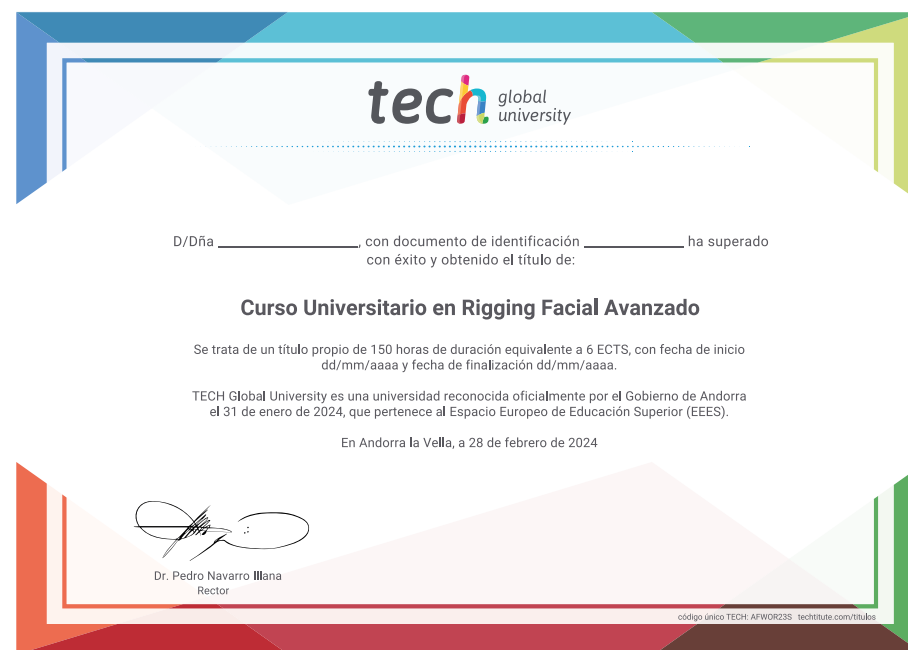 tech global university
D/Dña ____________________, con documento de identificación ______________ ha superado
con éxito y obtenido el título de:
Curso Universitario en Rigging Facial Avanzado
Se trata de un título propio de 150 horas de duración equivalente a 6 ECTS, con fecha de inicio
dd/mm/aaaa y fecha de finalización dd/mm/aaaa.
TECH Global University es una universidad reconocida oficialmente por el Gobierno de Andorra
el 31 de enero de 2024, que pertenece al Espacio Europeo de Educación Superior (EEES).
En Andorra la Vella, a 28 de febrero de 2024
Dr. Pedro Navarro Illana
Rector
código único TECH: AFWOR23S techtitute.com/titulos